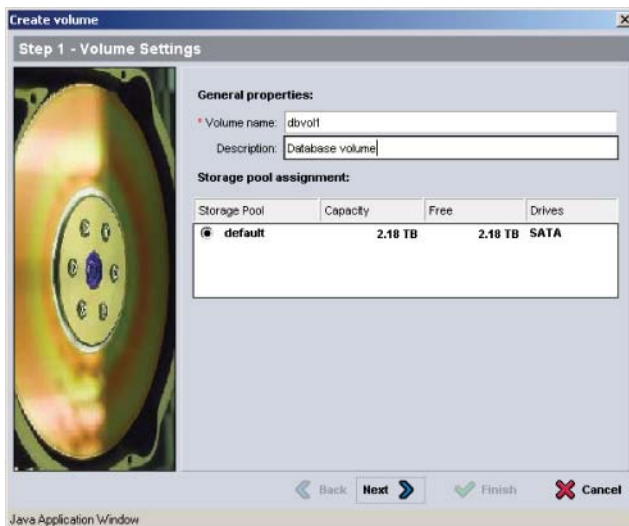 Create volume
Step 1 - Volume Settings
General properties:
* Volume name: dbvol1
Description: Database volume
Storage pool assignment:
Storage Pool Capacity Free Drives
default 2.18 TB 2.18 TB SATA
Back Next Finish Cancel
Java Application Window